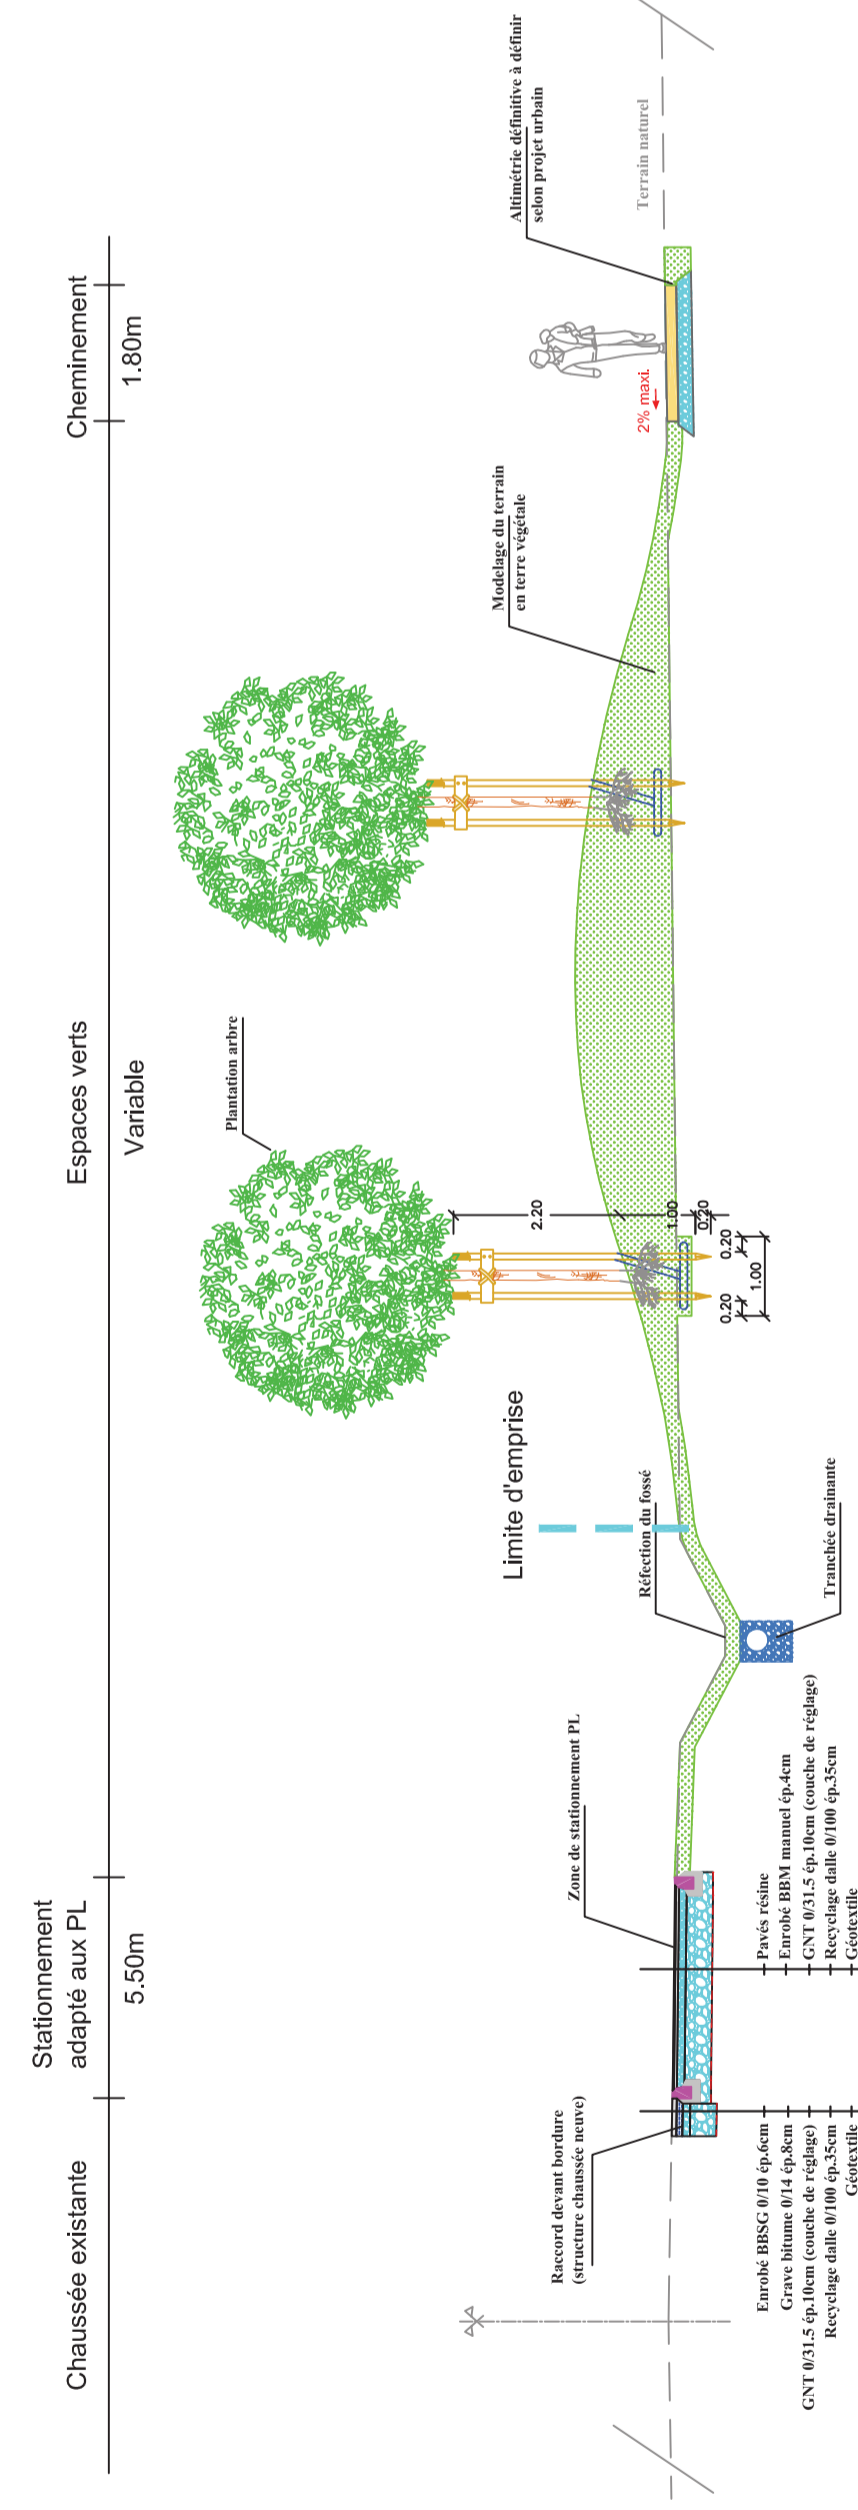 Chaussée existante
Stationnement
adapté aux PL
5.50m
Espaces verts
Variable
Cheminement
1.80m
Plantation arbre
Limite d'emprise
Modelage du terrain
en terre végétale
Altimétrie définitive à définir
selon projet urbain
Terrain naturel
2% maxi.
2.20
1.00
0.20
0.20
0.20
1.00
Raccord devant bordure
(structure chaussée neuve)
Zone de stationnement PL
Réfection du fossé
Tranchée drainante
Enrobé BBSG 0/10 ép.6cm
Grave bitume 0/14 ép.8cm
GNT 0/31.5 ép.10cm (couche de réglage)
Recyclage dalle 0/100 ép.35cm
Géotextile
Pavés résine
Enrobé BBM manuel ép.4cm
GNT 0/31.5 ép.10cm (couche de réglage)
Recyclage dalle 0/100 ép.35cm
Géotextile